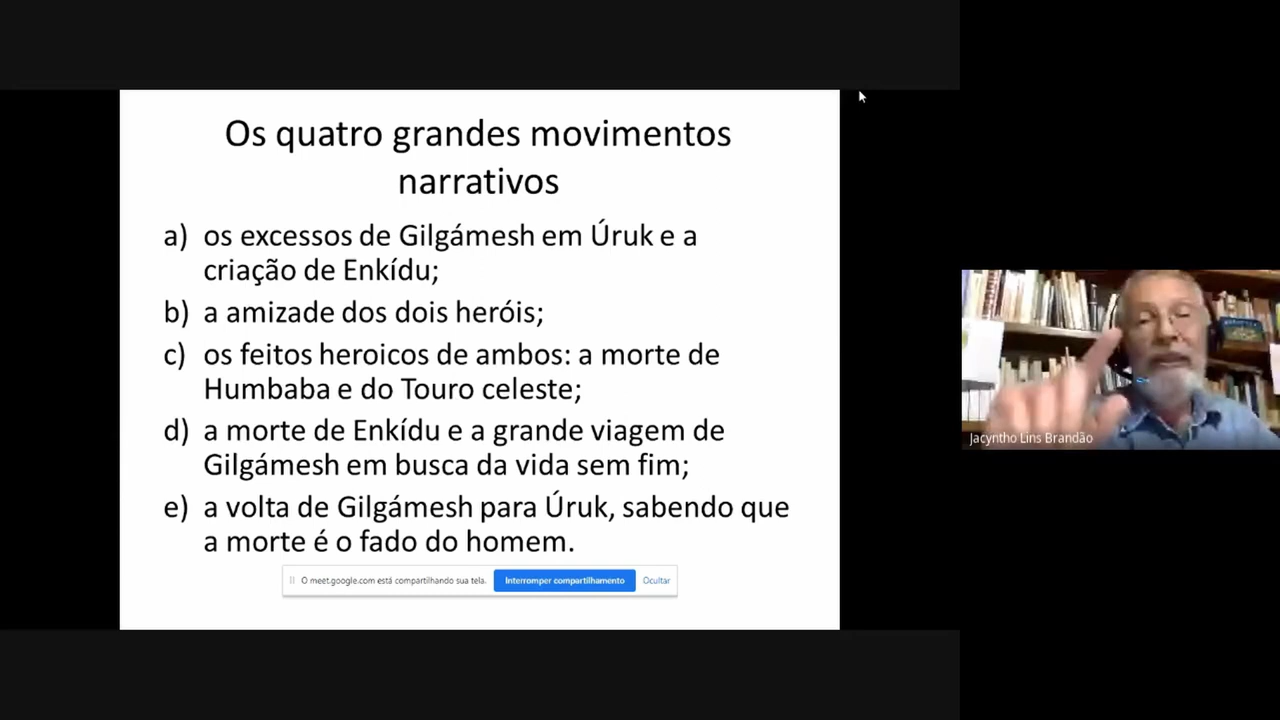 Os quatro grandes movimentos
narrativos
a) os excessos de Gilgámesh em Úruk e a
criação de Enkídu;
b) a amizade dos dois heróis;
c) os feitos heroicos de ambos: a morte de
Humbaba e do Touro celeste;
d) a morte de Enkídu e a grande viagem de
Gilgámesh em busca da vida sem fim;
e) a volta de Gilgámesh para Úruk, sabendo que
a morte é o fado do homem.
O meet.google.com está compartilhando sua tela. Interromper compartilhamento Ocultar
Jacyntho Lins Brandão